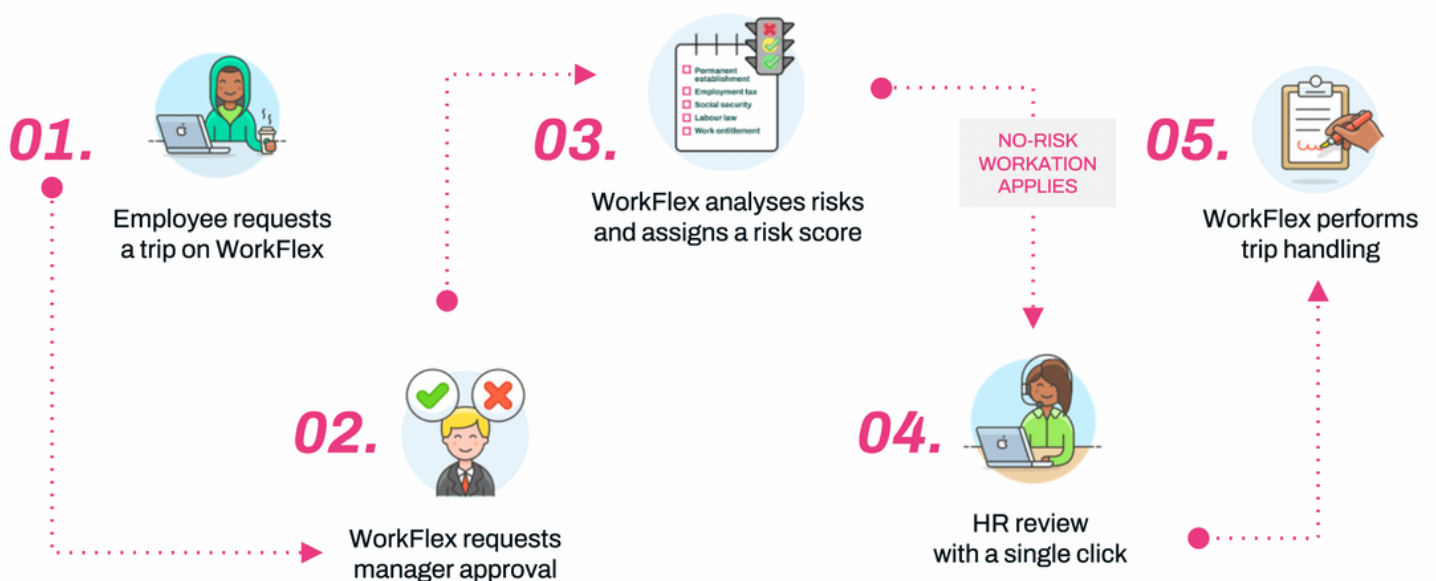 01.
Employee requests
a trip on WorkFlex
02.
WorkFlex requests
manager approval
03.
Permanent
establishment
Employment tax
Social security
Labour law
Work entitlement
WorkFlex analyses risks
and assigns a risk score
NO-RISK
WORKATION
APPLIES
04.
HR review
with a single click
05.
WorkFlex performs
trip handling